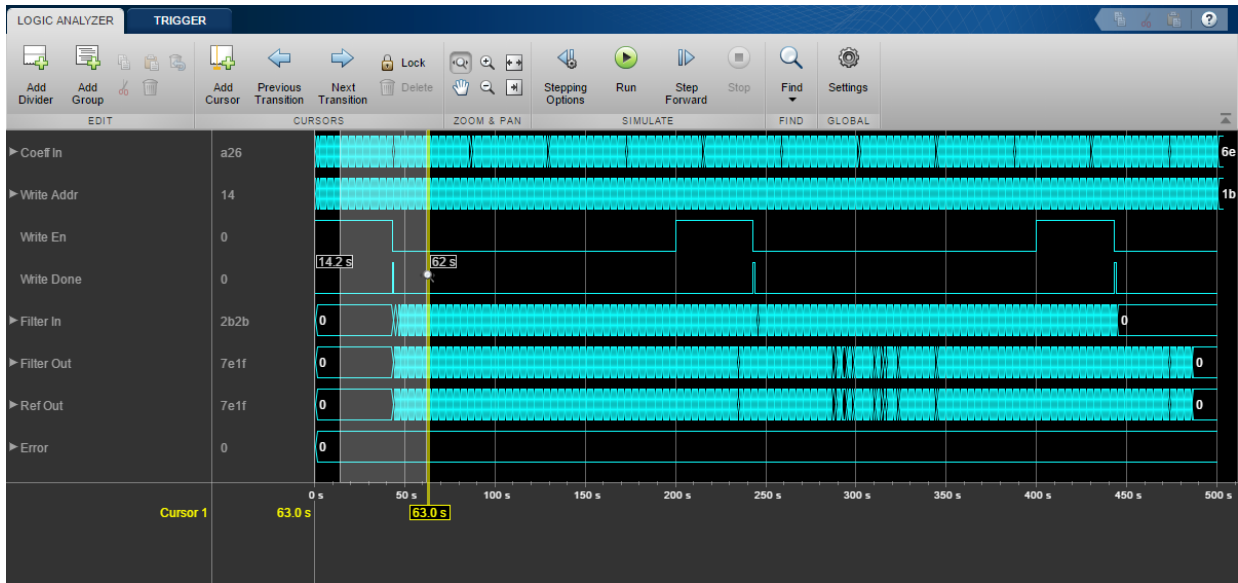 LOGIC ANALYZER TRIGGER
?
Add Divider
Add Group
Add Cursor
Previous Transition
Next Transition
Lock
Delete
Stepping Options
Run
Step Forward
Stop
Find
Settings
EDIT CURSORS ZOOM & PAN SIMULATE FIND GLOBAL
Coeff In a26 6e
Write Addr 14 1b
Write En 0
14.2 s 62 s
Write Done 0
Filter In 2b2b 0 0
Filter Out 7e1f 0 0
Ref Out 7e1f 0 0
Error 0 0
0 s 50 s 100 s 150 s 200 s 250 s 300 s 350 s 400 s 450 s 500 s
Cursor 1 63.0 s 63.0 s